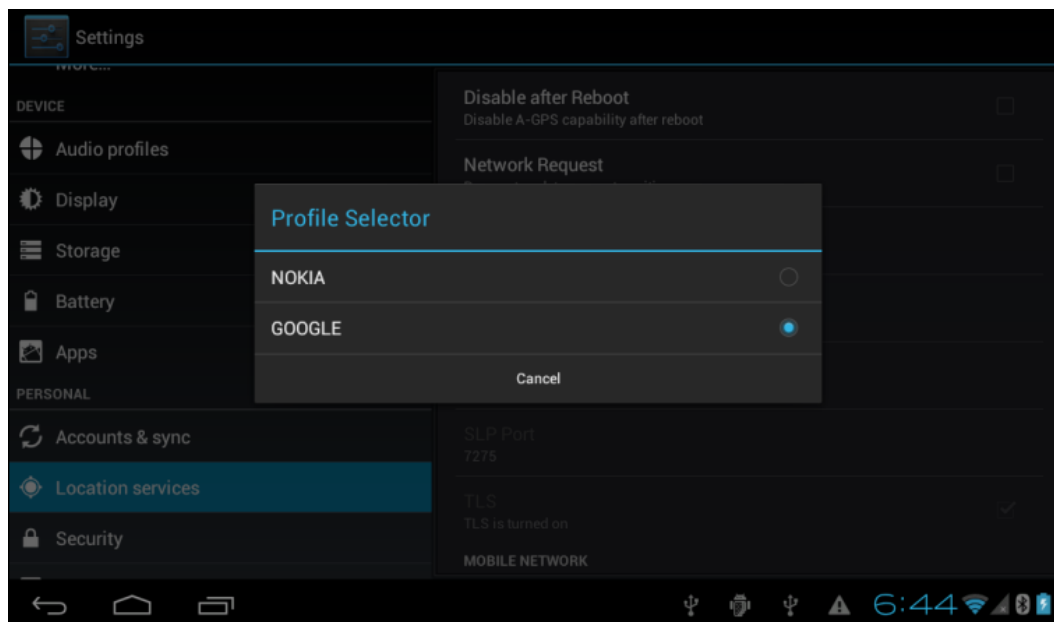 Settings
More...
DEVICE
Audio profiles
Display
Storage
Battery
Apps
PERSONAL
Accounts & sync
Location services
Security
Disable after Reboot
Disable A-GPS capability after reboot
Network Request
Profile Selector
NOKIA
GOOGLE
Cancel
SLP Port
7275
TLS
TLS is turned on
MOBILE NETWORK
6:44